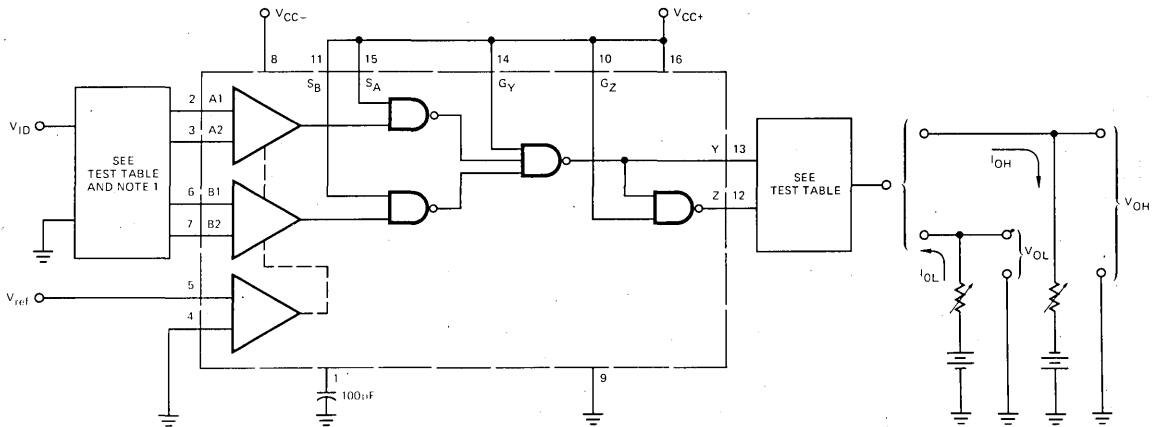 V_CC− V_CC+
8 11 15 14 10 16
S_B S_A G_Y G_Z
2 A1
V_ID 3 A2
SEE
TEST TABLE
AND NOTE 1
6 B1
7 B2
Y 13
Z 12
SEE
TEST TABLE
I_OH
V_OH
V_OL
I_OL
V_ref 5
4
1
100µF
9